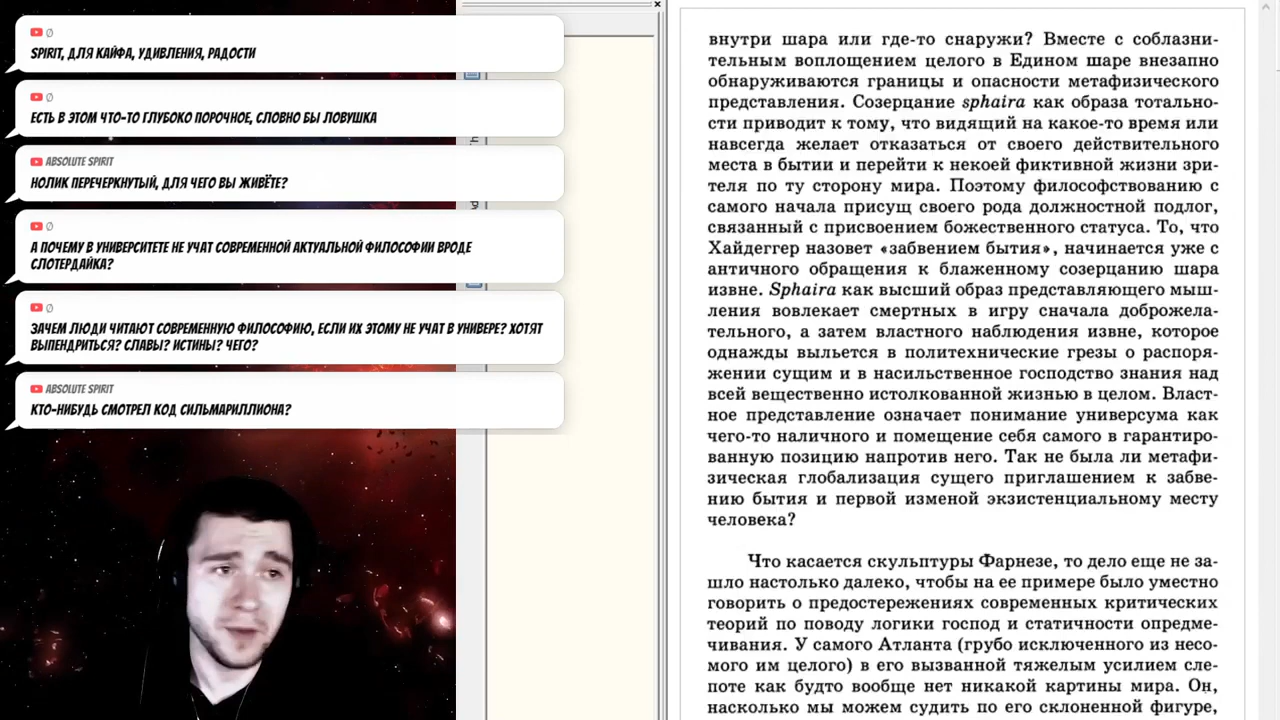 Ø
SPIRIT, ДЛЯ КАЙФА, УДИВЛЕНИЯ, РАДОСТИ
Ø
ЕСТЬ В ЭТОМ ЧТО-ТО ГЛУБОКО ПОРОЧНОЕ, СЛОВНО БЫ ЛОВУШКА
ABSOLUTE SPIRIT
НОЛИК ПЕРЕЧЕРКНУТЫЙ, ДЛЯ ЧЕГО ВЫ ЖИВЁТЕ?
Ø
А ПОЧЕМУ В УНИВЕРСИТЕТЕ НЕ УЧАТ СОВРЕМЕННОЙ АКТУАЛЬНОЙ ФИЛОСОФИИ ВРОДЕ
СЛОТЕРДАЙКА?
Ø
ЗАЧЕМ ЛЮДИ ЧИТАЮТ СОВРЕМЕННУЮ ФИЛОСОФИЮ, ЕСЛИ ИХ ЭТОМУ НЕ УЧАТ В УНИВЕРЕ? ХОТЯТ
ВЫПЕНДРИТЬСЯ? СЛАВЫ? ИСТИНЫ? ЧЕГО?
ABSOLUTE SPIRIT
КТО-НИБУДЬ СМОТРЕЛ КОД СИЛЬМАРИЛЛИОНА?
внутри шара или где-то снаружи? Вместе с соблазни-
тельным воплощением целого в Едином шаре внезапно
обнаруживаются границы и опасности метафизического
представления. Созерцание sphaira как образа тотально-
сти приводит к тому, что видящий на какое-то время или
навсегда желает отказаться от своего действительного
места в бытии и перейти к некоей фиктивной жизни зри-
теля по ту сторону мира. Поэтому философствованию с
самого начала присущ своего рода должностной подлог,
связанный с присвоением божественного статуса. То, что
Хайдеггер назовет «забвением бытия», начинается уже с
античного обращения к блаженному созерцанию шара
извне. Sphaira как высший образ представляющего мыш-
ления вовлекает смертных в игру сначала доброжела-
тельного, а затем властного наблюдения извне, которое
однажды выльется в политехнические грезы о распоря-
жении сущим и в насильственное господство знания над
всей вещественно истолкованной жизнью в целом. Власт-
ное представление означает понимание универсума как
чего-то наличного и помещение себя самого в гарантиро-
ванную позицию напротив него. Так не была ли метафи-
зическая глобализация сущего приглашением к забве-
нию бытия и первой изменой экзистенциальному месту
человека?
Что касается скульптуры Фарнезе, то дело еще не за-
шло настолько далеко, чтобы на ее примере было уместно
говорить о предостережениях современных критических
теорий по поводу логики господ и статичности опредме-
чивания. У самого Атланта (грубо исключенного из несо-
мого им целого) в его вызванной тяжелым усилием сле-
поте как будто вообще нет никакой картины мира. Он,
насколько мы можем судить по его склоненной фигуре,